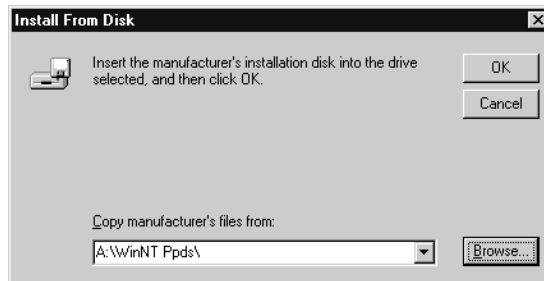 Install From Disk
Insert the manufacturer's installation disk into the drive
selected, and then click OK.
OK
Cancel
Copy manufacturer's files from:
A:\WinNT Ppds\
Browse...